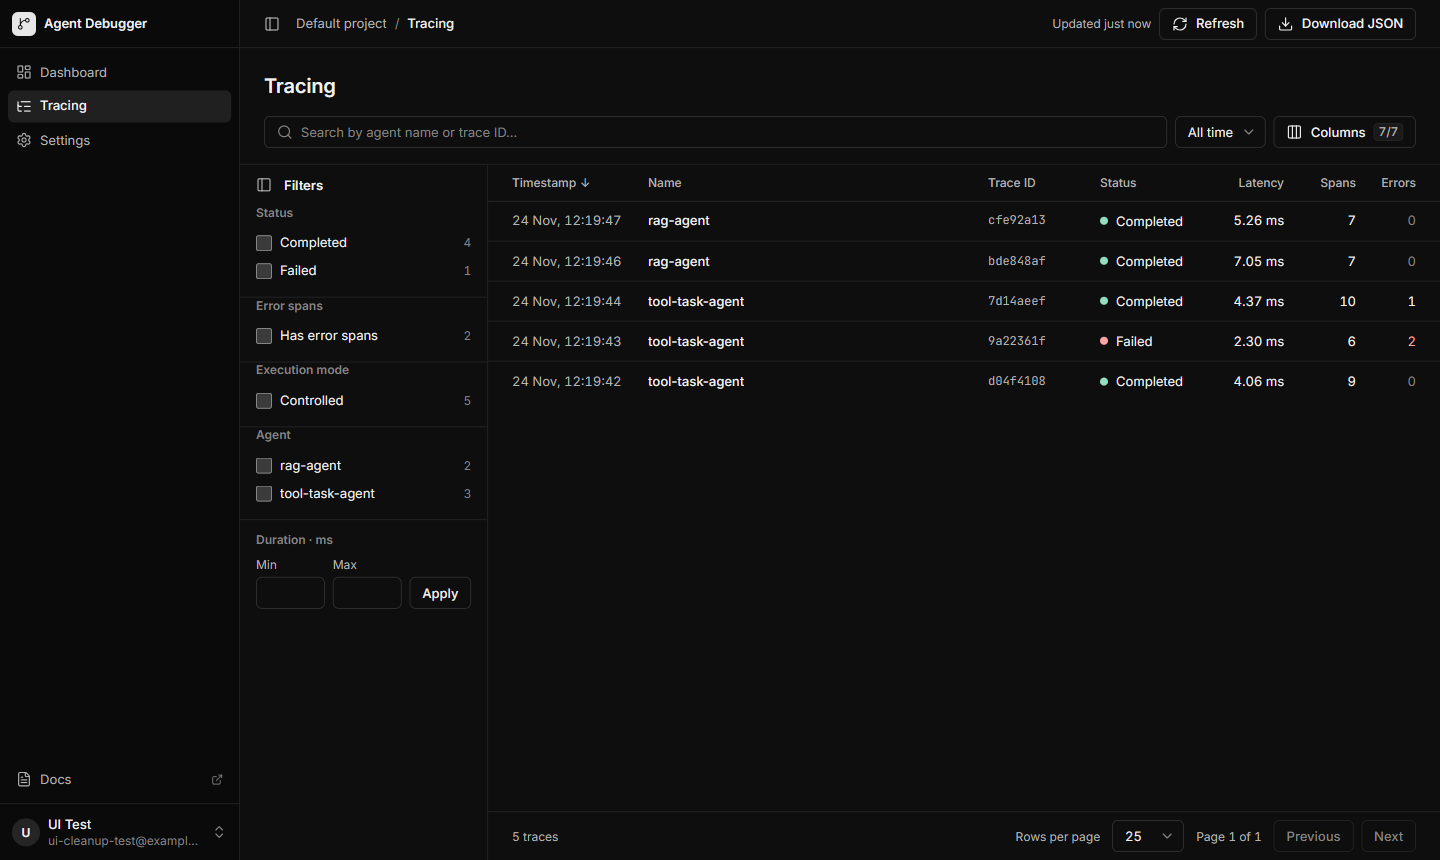 Agent Debugger
Default project / Tracing
Updated just now
Refresh
Download JSON
Dashboard
Tracing
Settings
Docs
U
UI Test
ui-cleanup-test@exampl...
Tracing
Search by agent name or trace ID...
All time
Columns 7/7
Filters
Status
Completed 4
Failed 1
Error spans
Has error spans 2
Execution mode
Controlled 5
Agent
rag-agent 2
tool-task-agent 3
Duration · ms
Min Max
Apply
Timestamp ↓ Name Trace ID Status Latency Spans Errors
24 Nov, 12:19:47 rag-agent cfe92a13 Completed 5.26 ms 7 0
24 Nov, 12:19:46 rag-agent bde848af Completed 7.05 ms 7 0
24 Nov, 12:19:44 tool-task-agent 7d14aeef Completed 4.37 ms 10 1
24 Nov, 12:19:43 tool-task-agent 9a22361f Failed 2.30 ms 6 2
24 Nov, 12:19:42 tool-task-agent d04f4108 Completed 4.06 ms 9 0
5 traces
Rows per page 25 Page 1 of 1 Previous Next